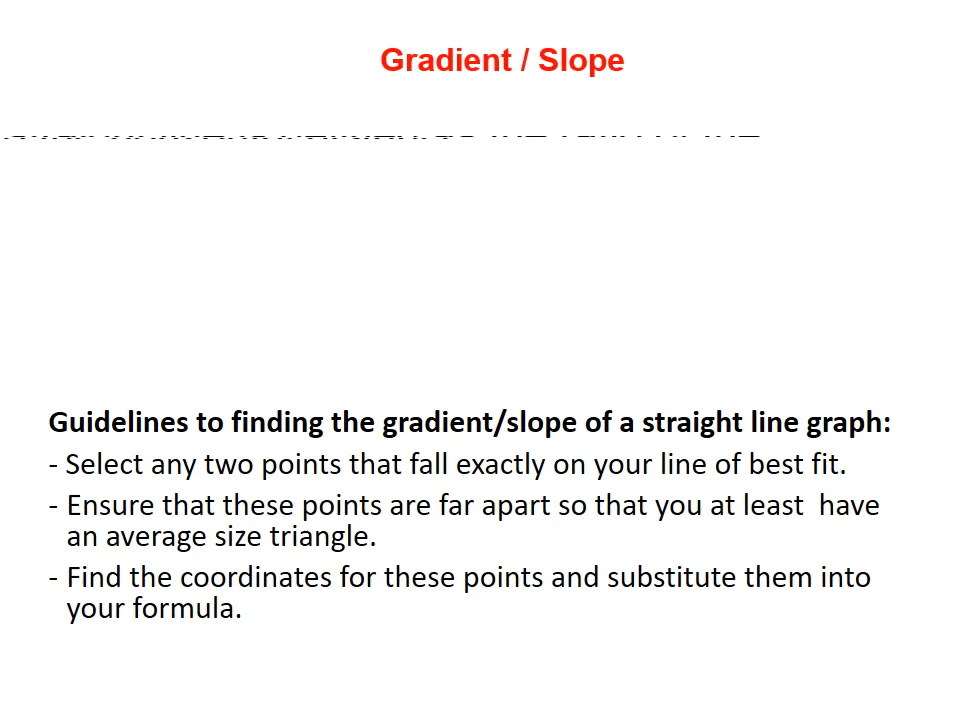 Gradient / Slope
Guidelines to finding the gradient/slope of a straight line graph:
- Select any two points that fall exactly on your line of best fit.
- Ensure that these points are far apart so that you at least  have
an average size triangle.
- Find the coordinates for these points and substitute them into
your formula.